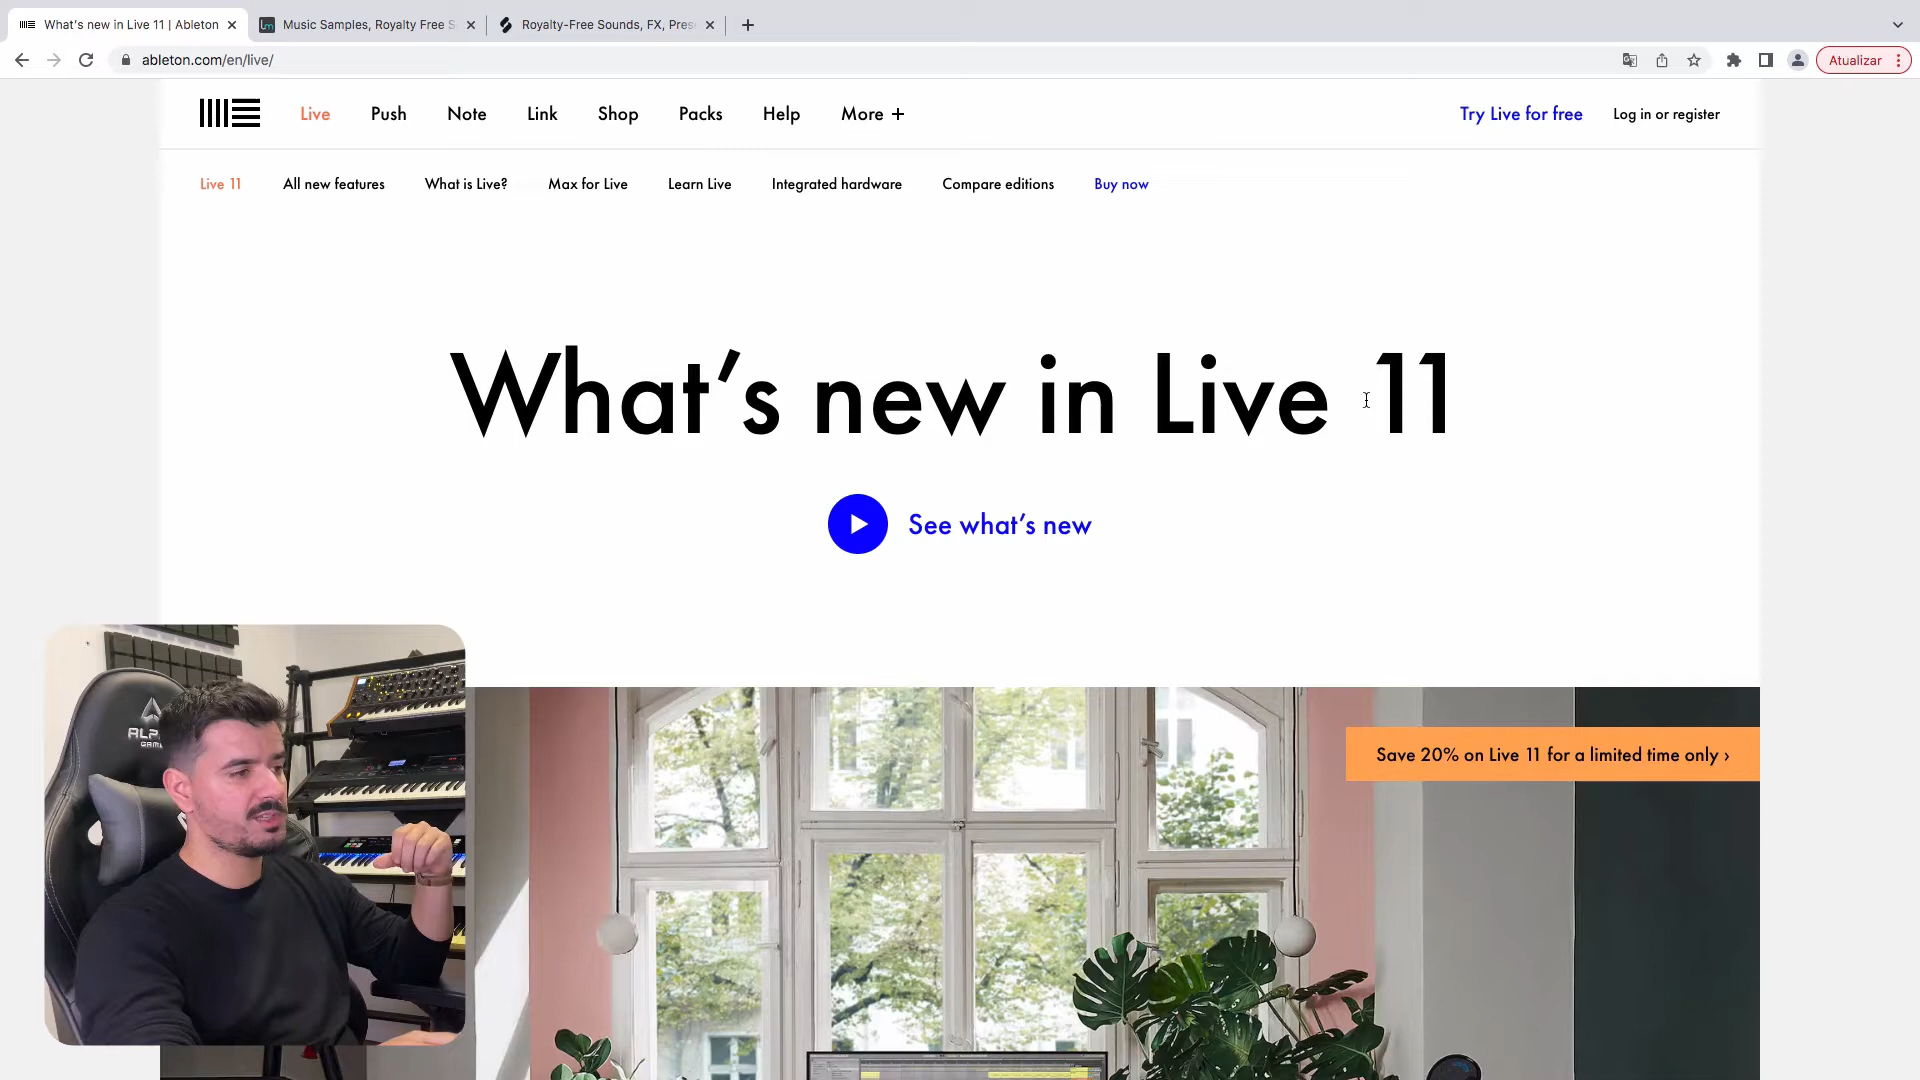 What's new in Live 11 | Ableton
Music Samples, Royalty Free S
Royalty-Free Sounds, FX, Pres
ableton.com/en/live/
Atualizar
Live Push Note Link Shop Packs Help More +
Try Live for free Log in or register
Live 11 All new features What is Live? Max for Live Learn Live Integrated hardware Compare editions Buy now
What's new in Live 11
See what's new
Save 20% on Live 11 for a limited time only ›